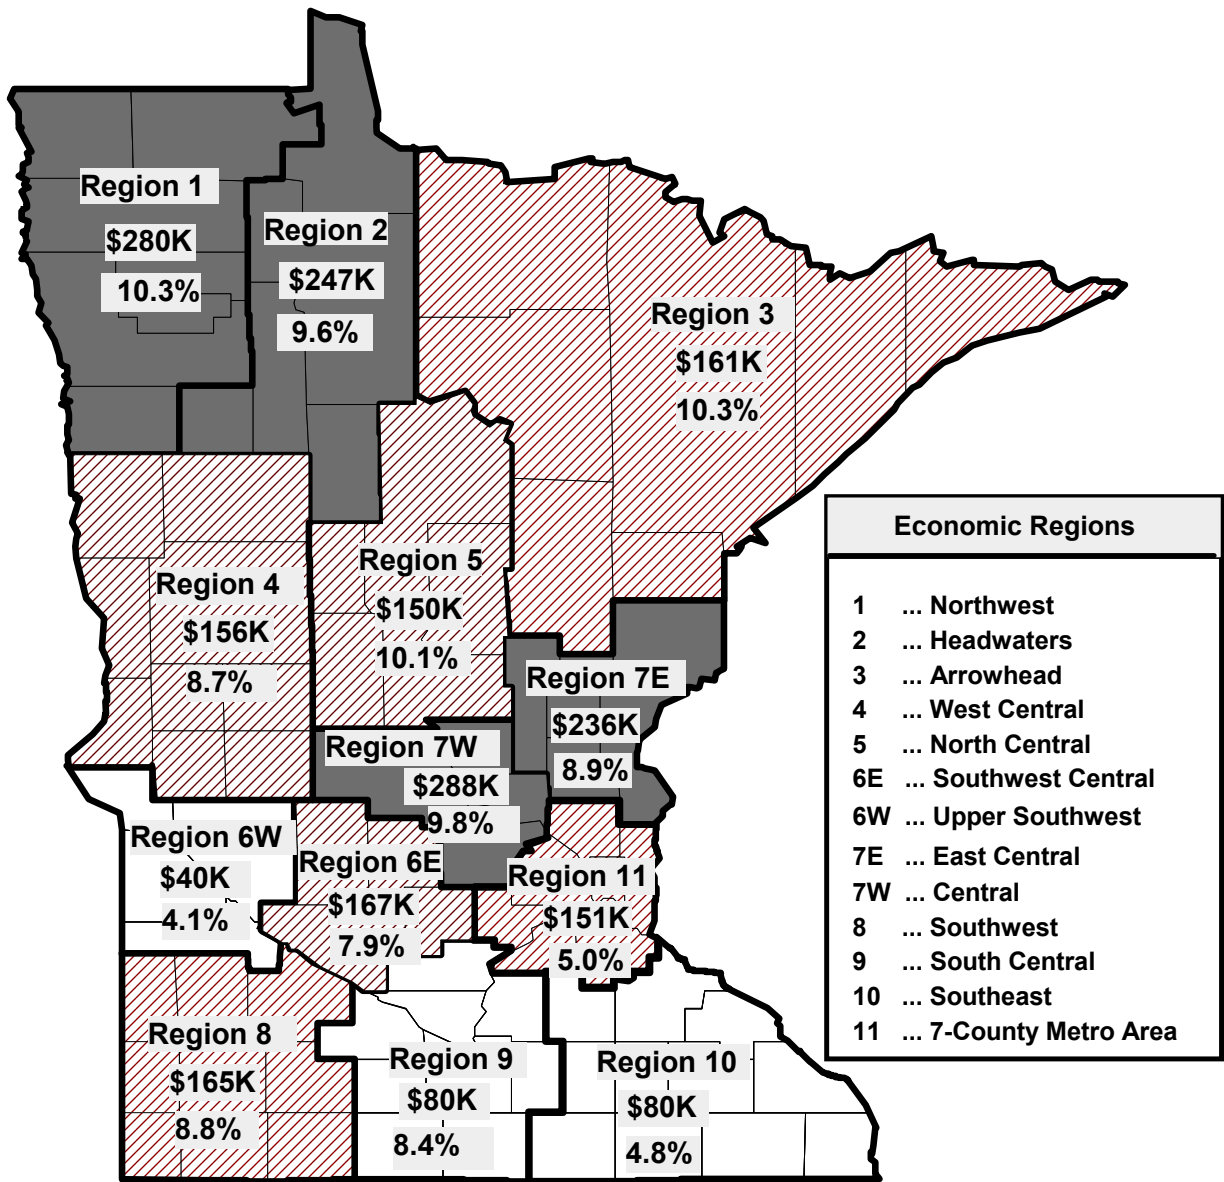 Region 1
$280K
10.3%
Region 2
$247K
9.6%
Region 3
$161K
10.3%
Region 4
$156K
8.7%
Region 5
$150K
10.1%
Region 7E
$236K
8.9%
Region 7W
$288K
9.8%
Region 6W
$40K
4.1%
Region 6E
$167K
7.9%
Region 11
$151K
5.0%
Region 8
$165K
8.8%
Region 9
$80K
8.4%
Region 10
$80K
4.8%
Economic Regions
1 ... Northwest
2 ... Headwaters
3 ... Arrowhead
4 ... West Central
5 ... North Central
6E ... Southwest Central
6W ... Upper Southwest
7E ... East Central
7W ... Central
8 ... Southwest
9 ... South Central
10 ... Southeast
11 ... 7-County Metro Area